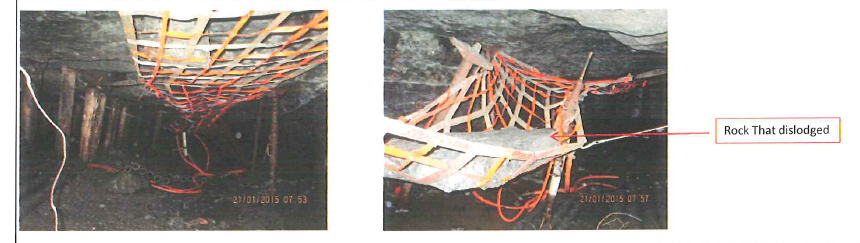 Rock That dislodged
21/01/2015 07 53
21/01/2015 07 57